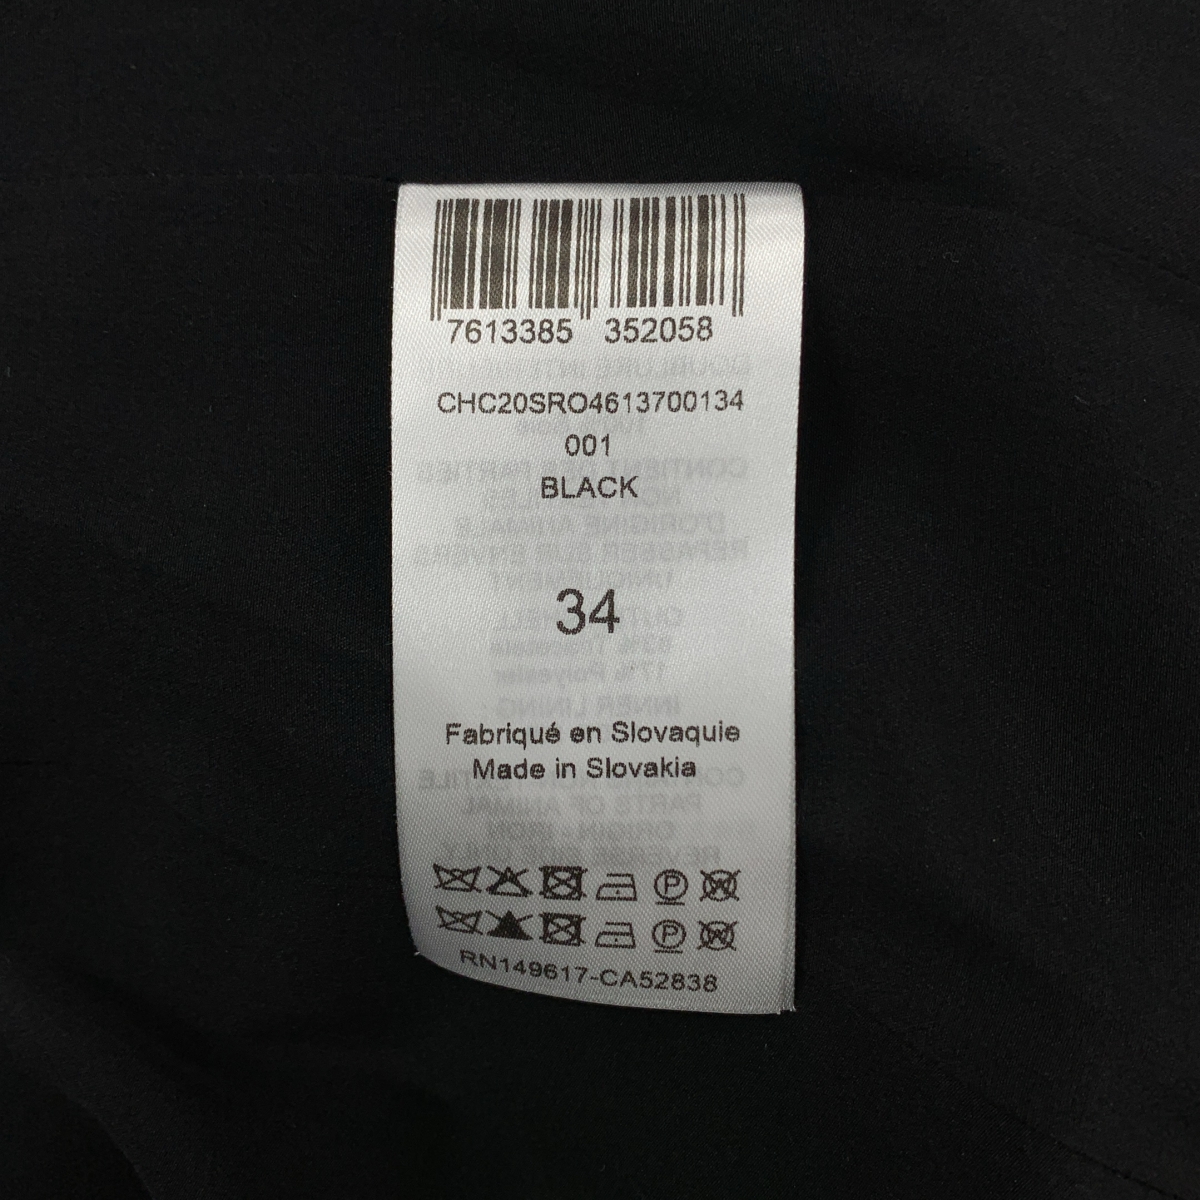 7613385 352058
CHC20SRO4613700134
001
BLACK
34
Fabriqué en Slovaquie
Made in Slovakia
RN149617-CA52838